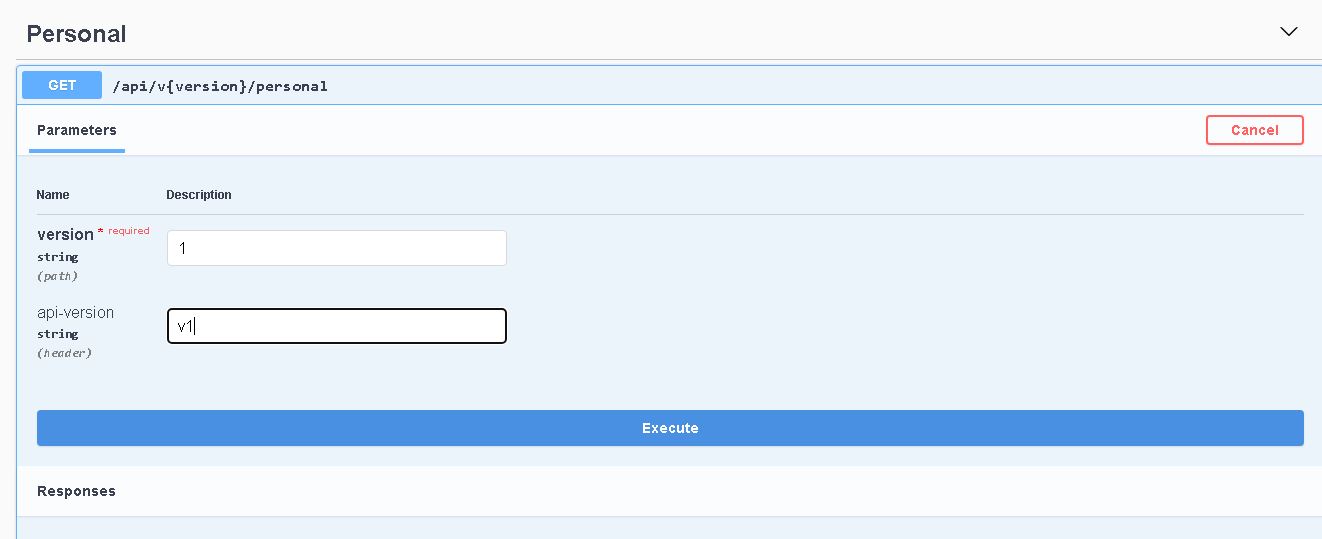 Personal
GET /api/v{version}/personal
Parameters
Cancel
Name Description
version * required
string
(path)
1
api-version
string
(header)
v1
Execute
Responses